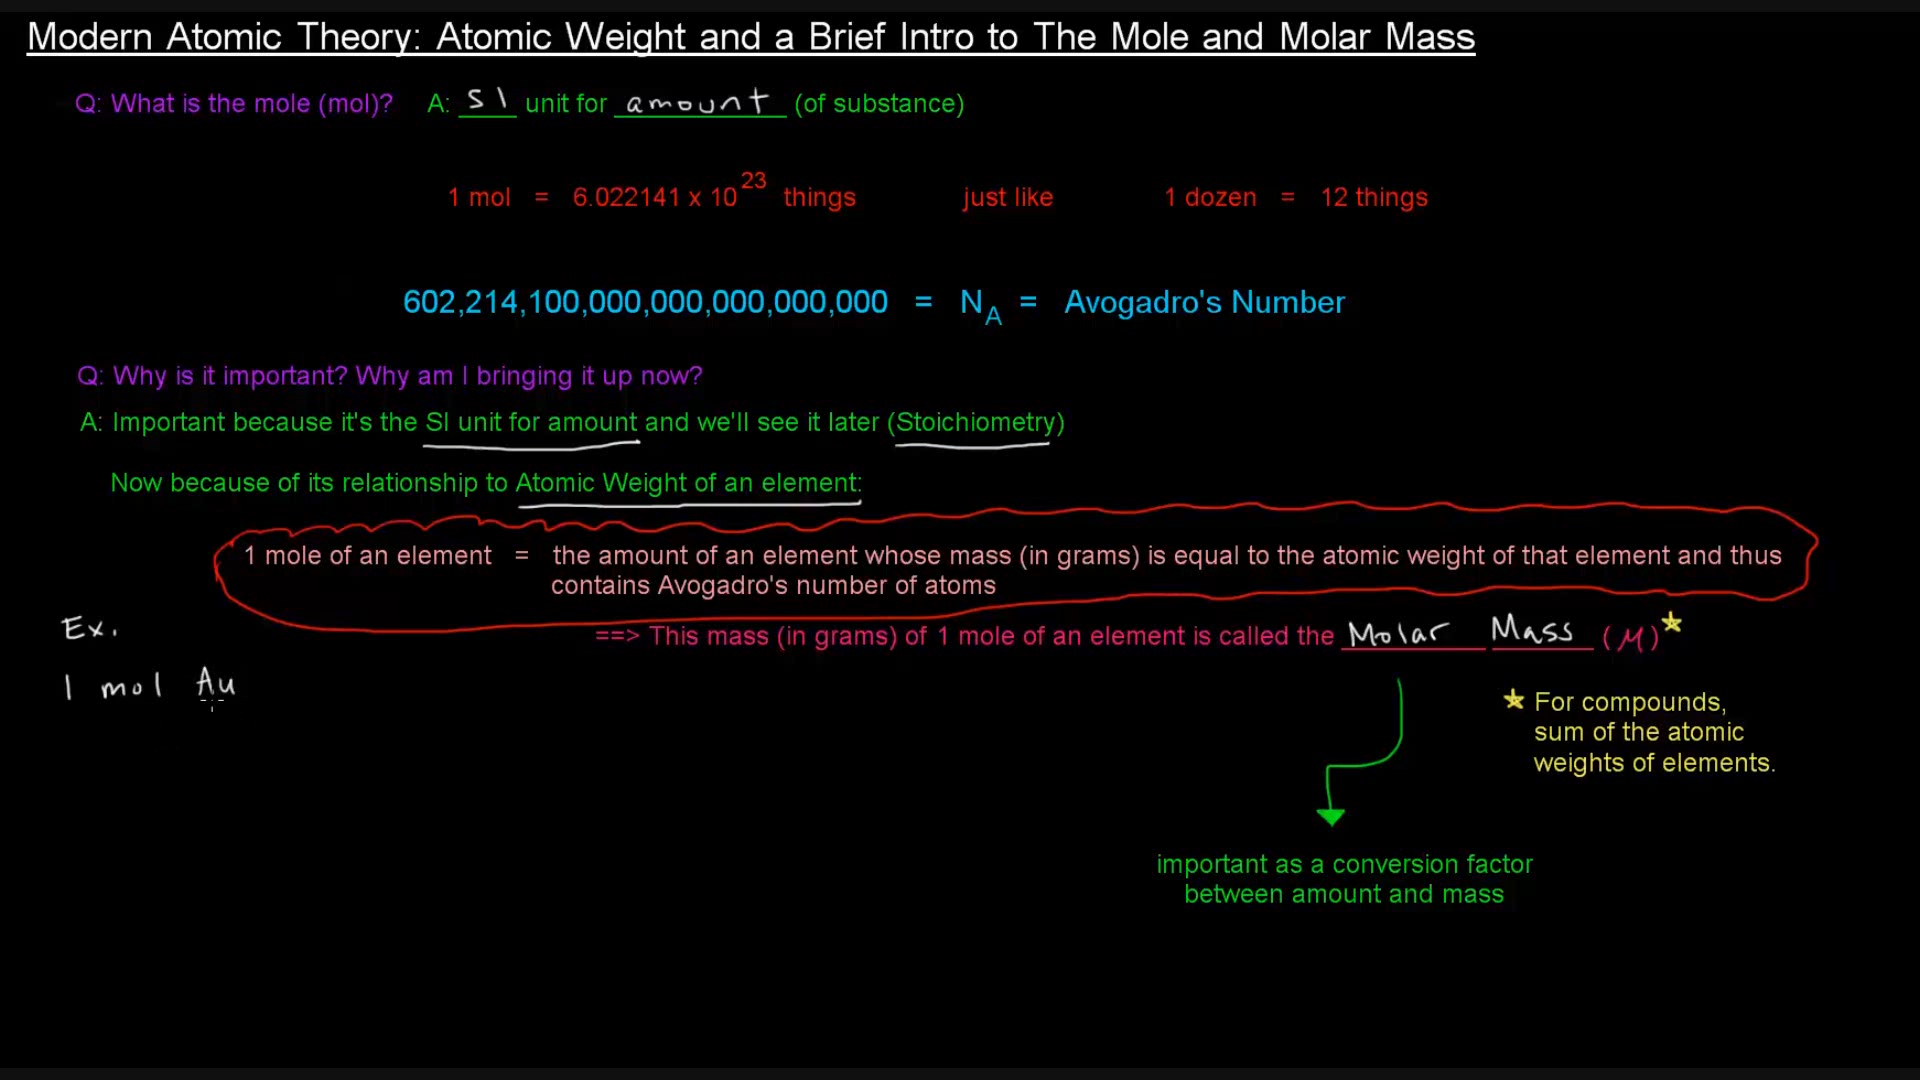 Modern Atomic Theory: Atomic Weight and a Brief Intro to The Mole and Molar Mass
Q: What is the mole (mol)? A: SI unit for amount (of substance)
1 mol = 6.022141 x 10^23 things just like 1 dozen = 12 things
602,214,100,000,000,000,000,000 = N_A = Avogadro's Number
Q: Why is it important? Why am I bringing it up now?
A: Important because it's the SI unit for amount and we'll see it later (Stoichiometry)
Now because of its relationship to Atomic Weight of an element:
1 mole of an element = the amount of an element whose mass (in grams) is equal to the atomic weight of that element and thus
contains Avogadro's number of atoms
Ex.
==> This mass (in grams) of 1 mole of an element is called the Molar Mass (M)★
1 mol Au
★ For compounds,
sum of the atomic
weights of elements.
important as a conversion factor
between amount and mass